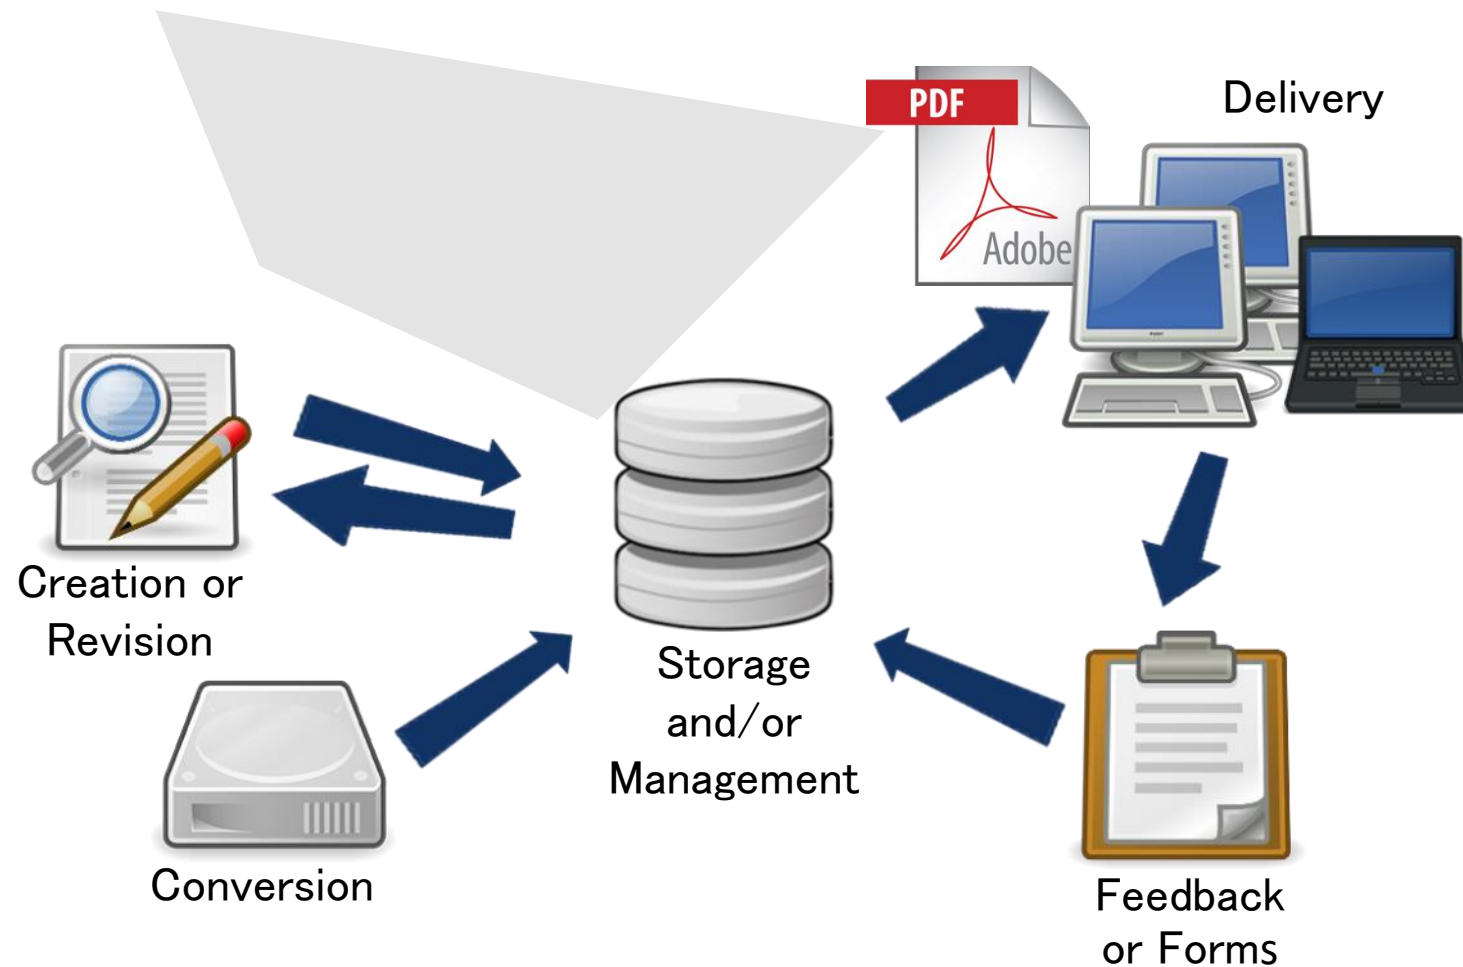 PDF
Adobe
Delivery
Creation or
Revision
Storage
and/or
Management
Conversion
Feedback
or Forms